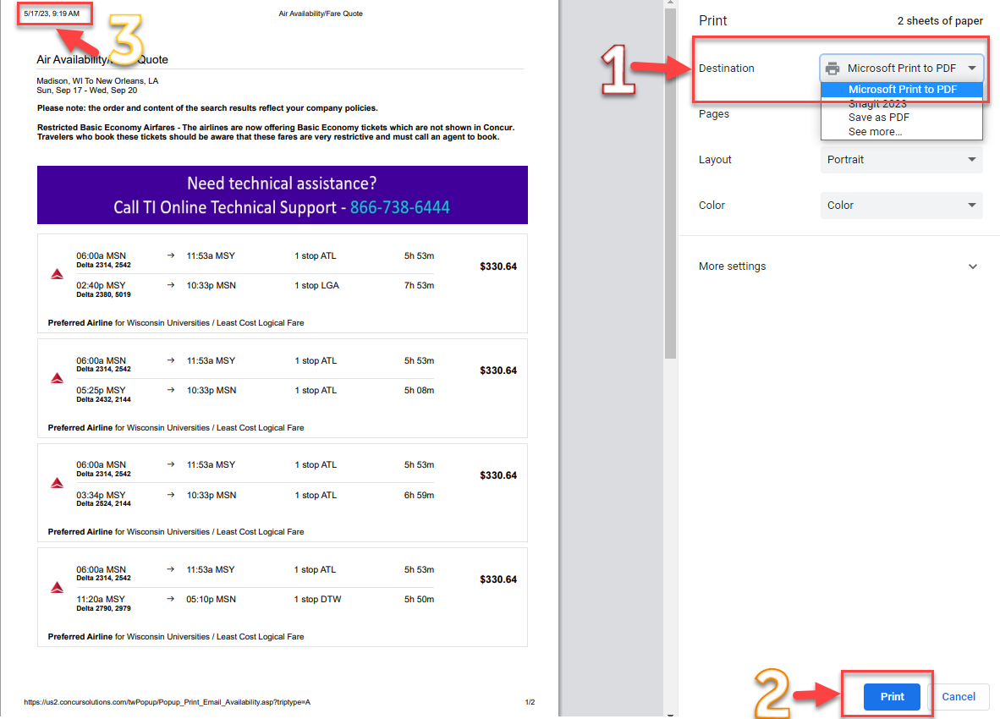 5/17/23, 9:19 AM
Air Availability/Fare Quote
3
Air Availability/ Quote
Madison, WI To New Orleans, LA
Sun, Sep 17 - Wed, Sep 20
Please note: the order and content of the search results reflect your company policies.
Restricted Basic Economy Airfares - The airlines are now offering Basic Economy tickets which are not shown in Concur.
Travelers who book these tickets should be aware that these fares are very restrictive and must call an agent to book.
Need technical assistance?
Call TI Online Technical Support - 866-738-6444
06:00a MSN → 11:53a MSY 1 stop ATL 5h 53m
Delta 2314, 2542
$330.64
02:40p MSY → 10:33p MSN 1 stop LGA 7h 53m
Delta 2380, 5019
Preferred Airline for Wisconsin Universities / Least Cost Logical Fare
06:00a MSN → 11:53a MSY 1 stop ATL 5h 53m
Delta 2314, 2542
$330.64
05:25p MSY → 10:33p MSN 1 stop ATL 5h 08m
Delta 2432, 2144
Preferred Airline for Wisconsin Universities / Least Cost Logical Fare
06:00a MSN → 11:53a MSY 1 stop ATL 5h 53m
Delta 2314, 2542
$330.64
03:34p MSY → 10:33p MSN 1 stop ATL 6h 59m
Delta 2524, 2144
Preferred Airline for Wisconsin Universities / Least Cost Logical Fare
06:00a MSN → 11:53a MSY 1 stop ATL 5h 53m
Delta 2314, 2542
$330.64
11:20a MSY → 05:10p MSN 1 stop DTW 5h 50m
Delta 2790, 2979
Preferred Airline for Wisconsin Universities / Least Cost Logical Fare
https://us2.concursolutions.com/twPopup/Popup_Print_Email_Availability.asp?triptype=A
1/2
Print
2 sheets of paper
1
Destination
Microsoft Print to PDF
Microsoft Print to PDF
Snagit 2023
Save as PDF
See more...
Pages
Layout
Portrait
Color
Color
More settings
2
Print
Cancel